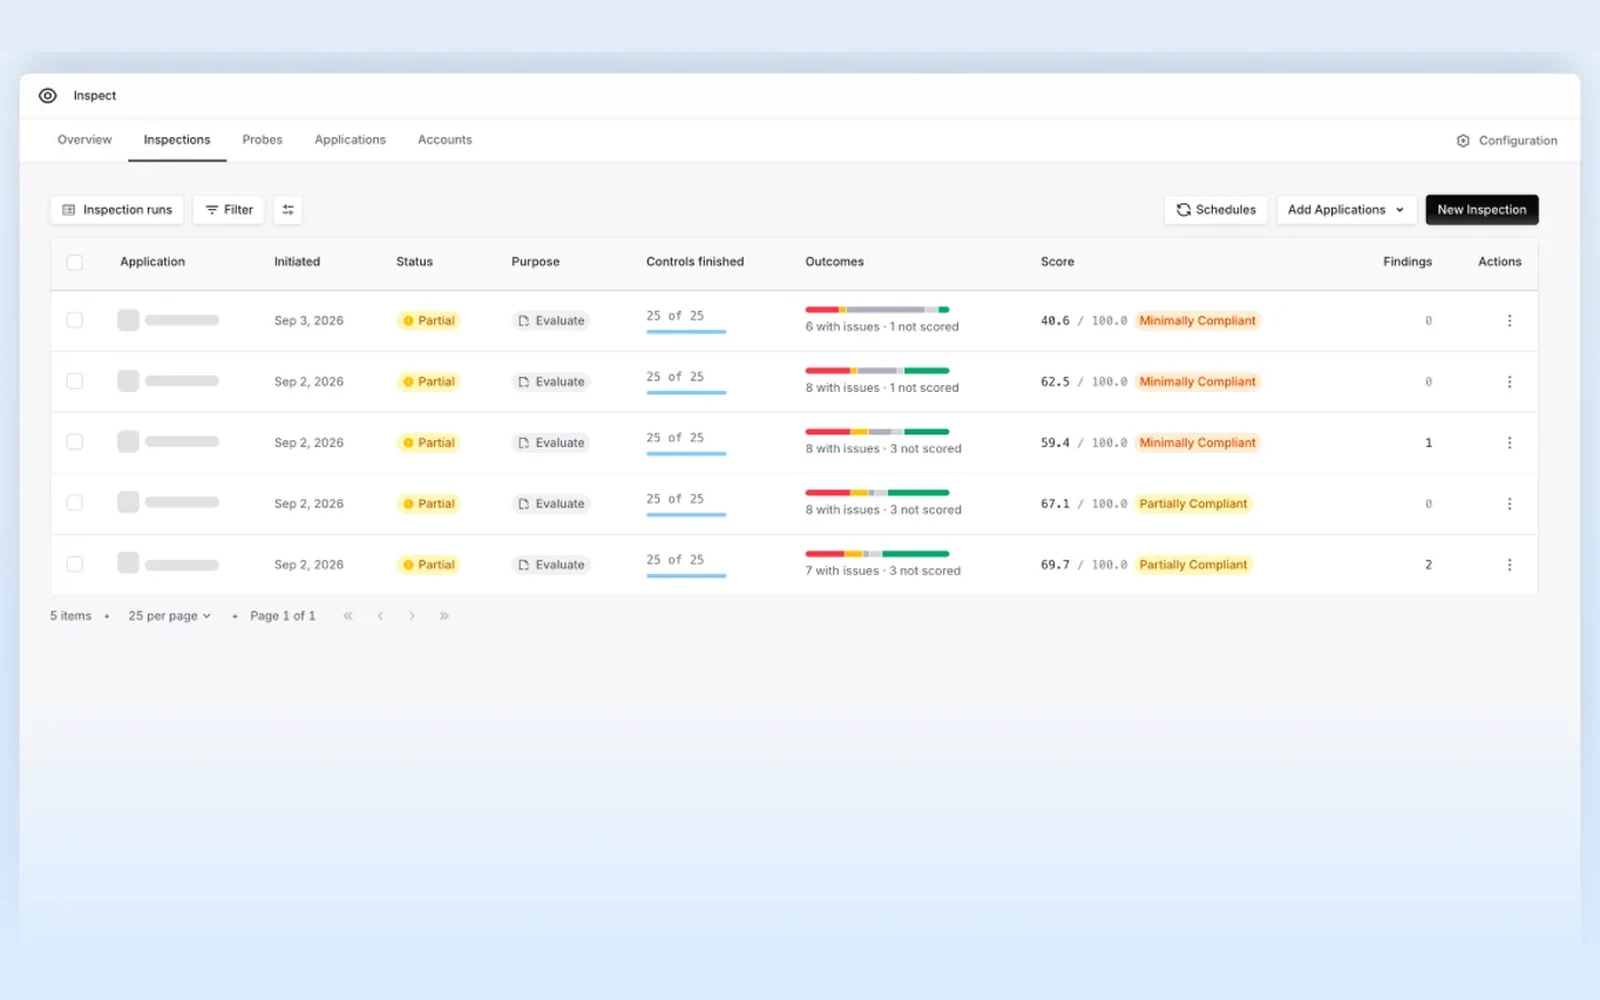 Inspect
Overview Inspections Probes Applications Accounts Configuration
Inspection runs Filter Schedules Add Applications New Inspection
Application Initiated Status Purpose Controls finished Outcomes Score Findings Actions
Sep 3, 2026 Partial Evaluate 25 of 25 6 with issues · 1 not scored 40.6 / 100.0 Minimally Compliant 0
Sep 2, 2026 Partial Evaluate 25 of 25 8 with issues · 1 not scored 62.5 / 100.0 Minimally Compliant 0
Sep 2, 2026 Partial Evaluate 25 of 25 8 with issues · 3 not scored 59.4 / 100.0 Minimally Compliant 1
Sep 2, 2026 Partial Evaluate 25 of 25 8 with issues · 3 not scored 67.1 / 100.0 Partially Compliant 0
Sep 2, 2026 Partial Evaluate 25 of 25 7 with issues · 3 not scored 69.7 / 100.0 Partially Compliant 2
5 items • 25 per page • Page 1 of 1 « ‹ › »